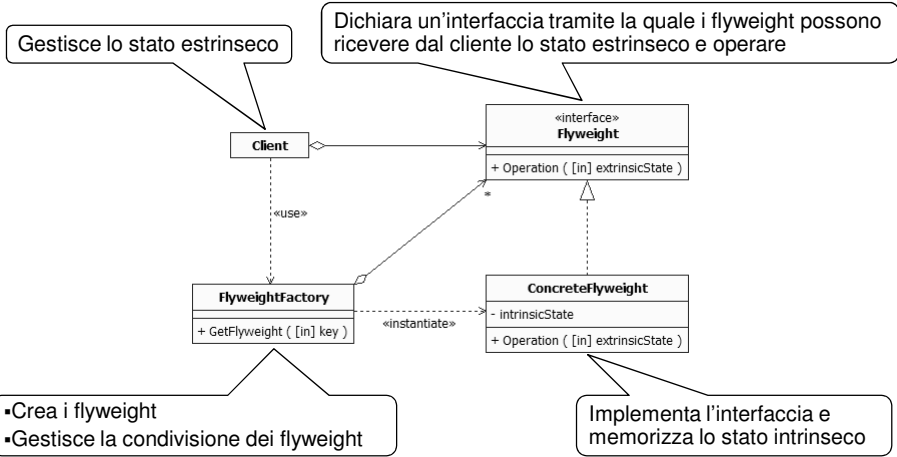 Gestisce lo stato estrinseco
Dichiara un'interfaccia tramite la quale i flyweight possono
ricevere dal cliente lo stato estrinseco e operare
Client
«interface»
Flyweight
+ Operation ( [in] extrinsicState )
*
«use»
FlyweightFactory
+ GetFlyweight ( [in] key )
«instantiate»
ConcreteFlyweight
- intrinsicState
+ Operation ( [in] extrinsicState )
▪Crea i flyweight
▪Gestisce la condivisione dei flyweight
Implementa l'interfaccia e
memorizza lo stato intrinseco